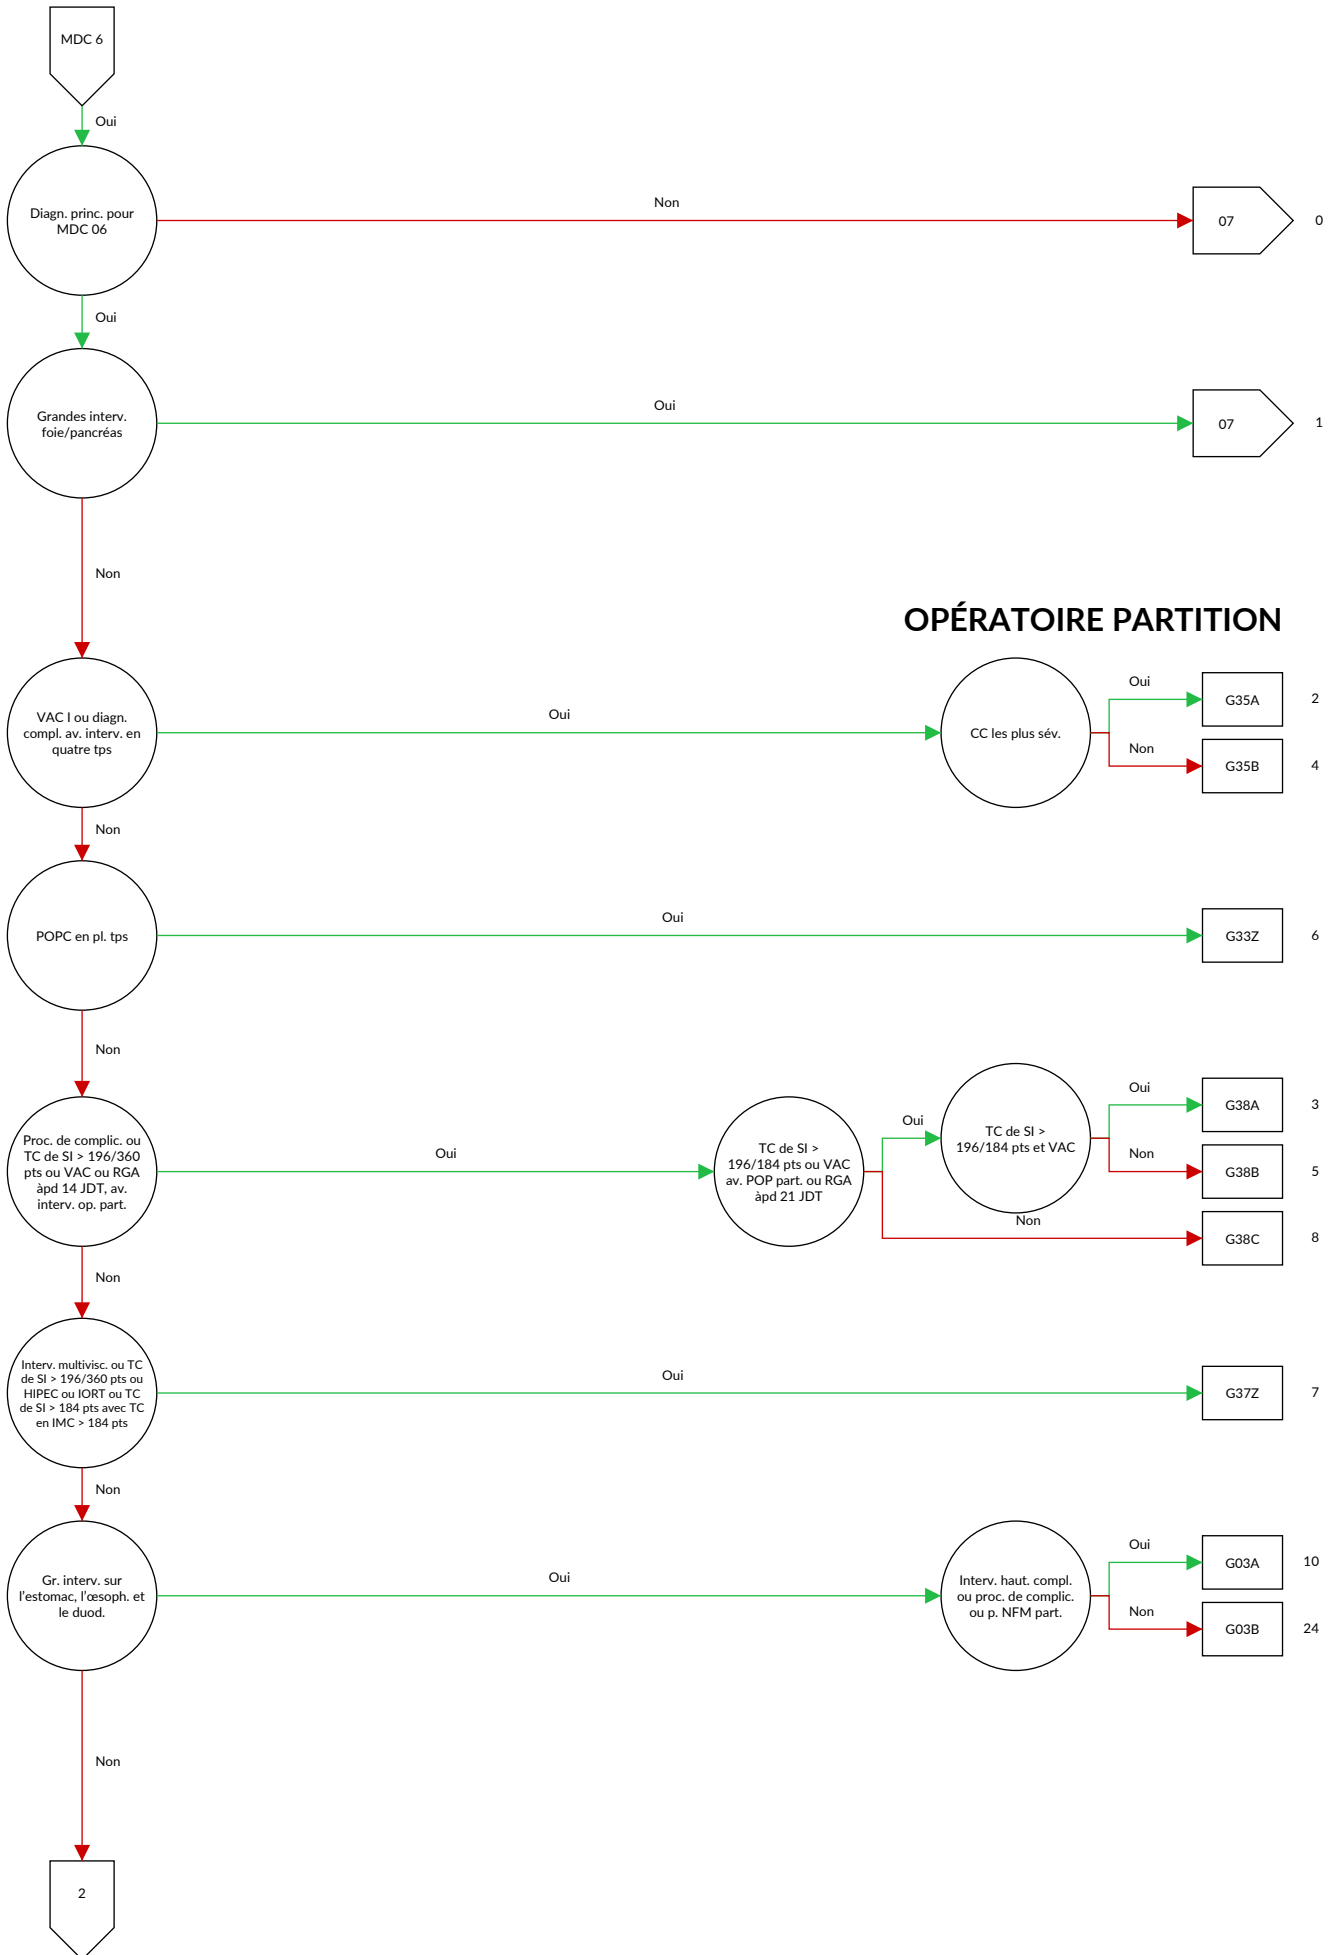 MDC 6
Oui
Diagn. princ. pour
MDC 06
Non
07
0
Oui
Grandes interv.
foie/pancréas
Oui
07
1
Non
OPÉRATOIRE PARTITION
VAC I ou diagn.
compl. av. interv. en
quatre tps
Oui
CC les plus sév.
Oui
G35A
2
Non
G35B
4
Non
POPC en pl. tps
Oui
G33Z
6
Non
Proc. de complic. ou
TC de SI > 196/360
pts ou VAC ou RGA
àpd 14 JDT, av.
interv. op. part.
Oui
TC de SI >
196/184 pts ou VAC
av. POP part. ou RGA
àpd 21 JDT
Oui
TC de SI >
196/184 pts et VAC
Oui
G38A
3
Non
G38B
5
Non
G38C
8
Non
Interv. multivisc. ou TC
de SI > 196/360 pts ou
HIPEC ou IORT ou TC
de SI > 184 pts avec TC
en IMC > 184 pts
Oui
G37Z
7
Non
Gr. interv. sur
l'estomac, l'œsoph. et
le duod.
Oui
Interv. haut. compl.
ou proc. de complic.
ou p. NFM part.
Oui
G03A
10
Non
G03B
24
Non
2